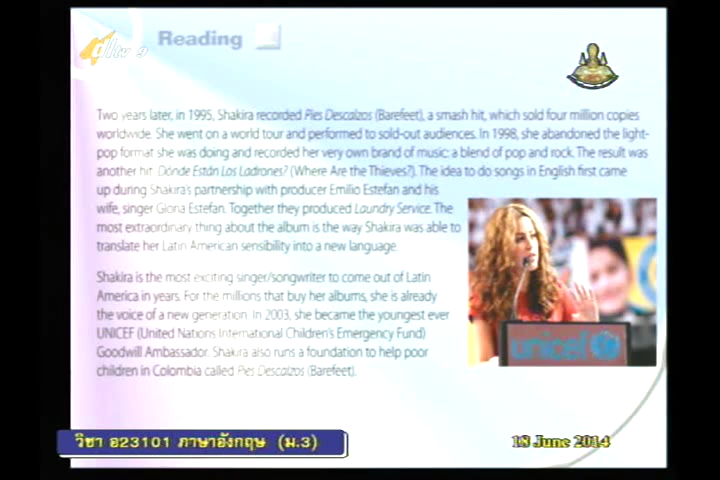 dltv 9
Reading
Two years later, in 1995, Shakira recorded Pies Descalzos (Barefeet), a smash hit, which sold four million copies
worldwide. She went on a world tour and performed to sold-out audiences. In 1998, she abandoned the light-
pop format she was doing and recorded her very own brand of music: a blend of pop and rock. The result was
another hit: Dónde Están Los Ladrones? (Where Are the Thieves?). The idea to do songs in English first came
up during Shakira's partnership with producer Emilio Estefan and his
wife, singer Gloria Estefan. Together they produced Laundry Service. The
most extraordinary thing about the album is the way Shakira was able to
translate her Latin American sensibility into a new language.
Shakira is the most exciting singer/songwriter to come out of Latin
America in years. For the millions that buy her albums, she is already
the voice of a new generation. In 2003, she became the youngest ever
UNICEF (United Nations International Children's Emergency Fund)
Goodwill Ambassador. Shakira also runs a foundation to help poor
children in Colombia called Pies Descalzos (Barefeet).
unicef
วิชา อ23101 ภาษาอังกฤษ (ม.3)
18 June 2014